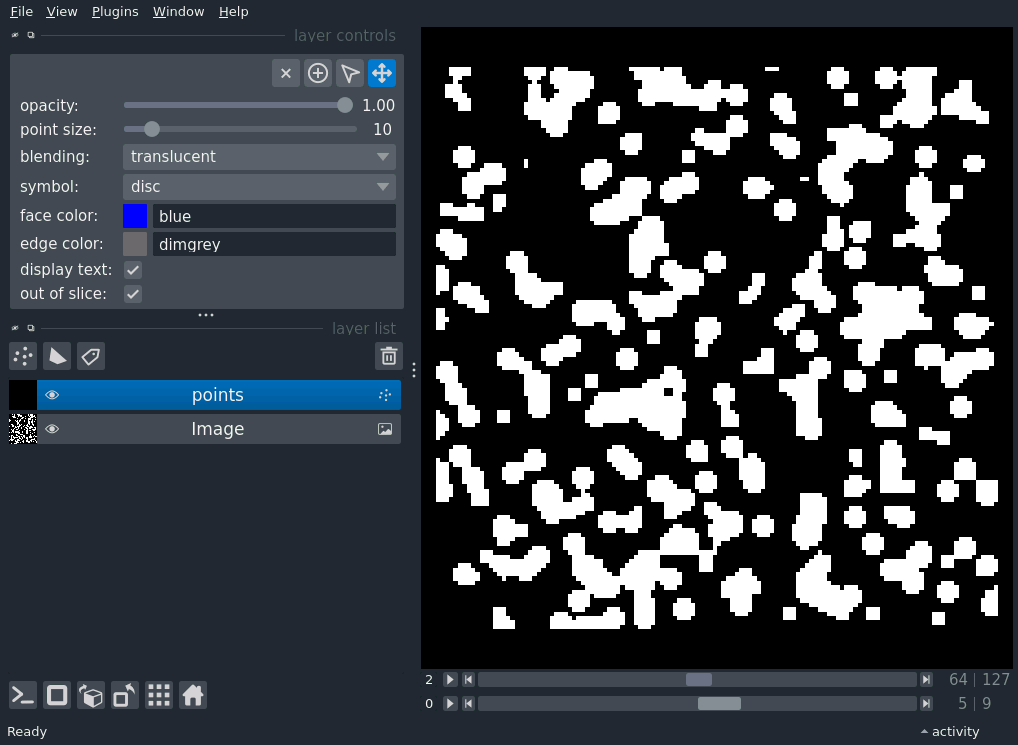 File View Plugins Window Help
layer controls
opacity: 1.00
point size: 10
blending: translucent
symbol: disc
face color: blue
edge color: dimgrey
display text:
out of slice:
layer list
points
Image
2 64 | 127
0 5 | 9
Ready activity